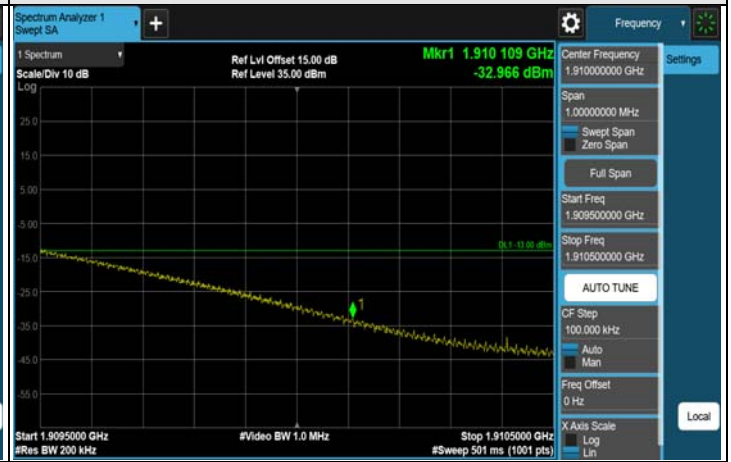 Spectrum Analyzer 1
Swept SA
+
Frequency
1 Spectrum
Scale/Div 10 dB
Log
Ref Lvl Offset 15.00 dB
Ref Level 35.00 dBm
Mkr1 1.910 109 GHz
-32.966 dBm
25.0
15.0
5.00
-5.00
-15.0
-25.0
-35.0
-45.0
-55.0
DL1 -13.00 dBm
1
Start 1.9095000 GHz
#Res BW 200 kHz
#Video BW 1.0 MHz
Stop 1.9105000 GHz
#Sweep 501 ms (1001 pts)
Center Frequency
1.910000000 GHz
Span
1.00000000 MHz
Swept Span
Zero Span
Full Span
Start Freq
1.909500000 GHz
Stop Freq
1.910500000 GHz
AUTO TUNE
CF Step
100.000 kHz
Auto
Man
Freq Offset
0 Hz
X Axis Scale
Log
Lin
Settings
Local